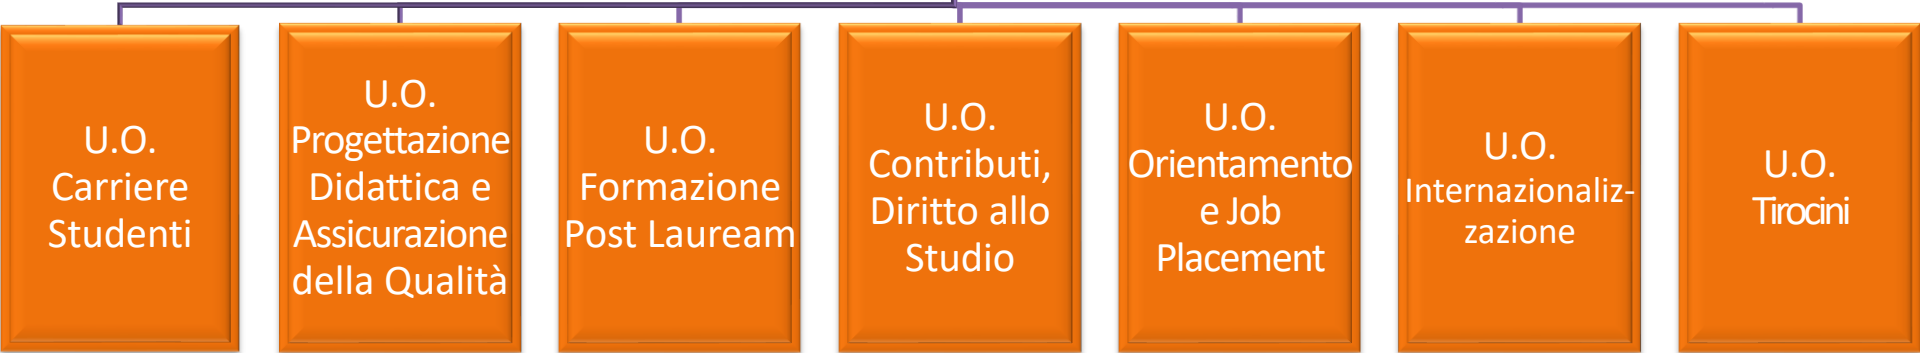 U.O.
Carriere
Studenti
U.O.
Progettazione
Didattica e
Assicurazione
della Qualità
U.O.
Formazione
Post Lauream
U.O.
Contributi,
Diritto allo
Studio
U.O.
Orientamento
e Job
Placement
U.O.
Internazionaliz-
zazione
U.O.
Tirocini